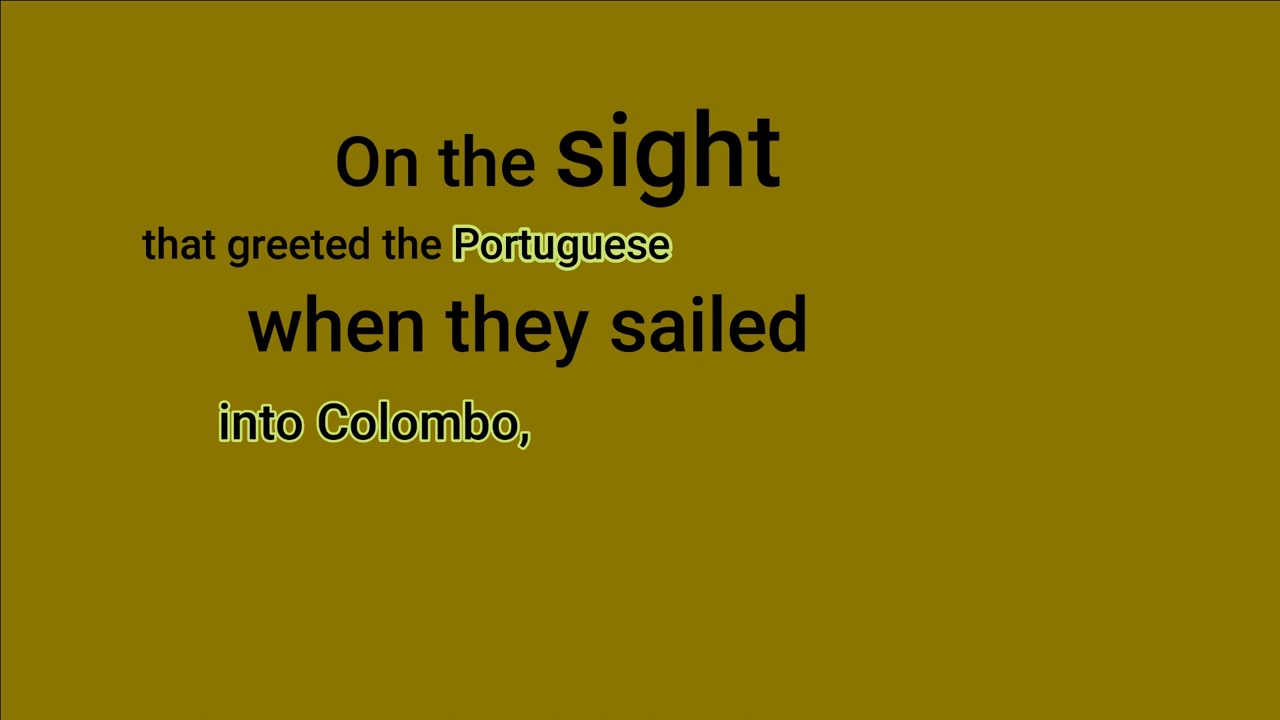 On the sight
that greeted the Portuguese
when they sailed
into Colombo,